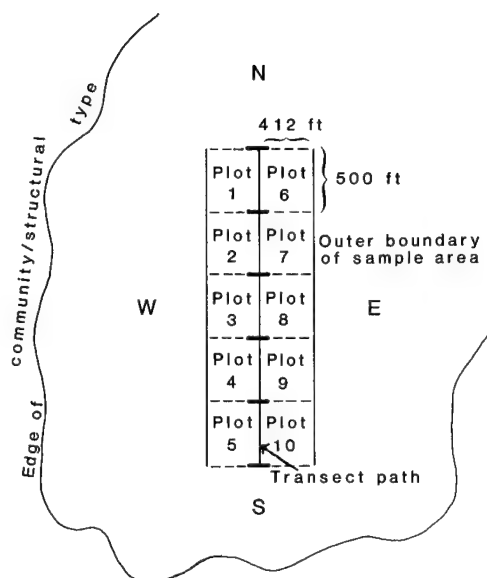 N
type
412 ft
Plot
1
Plot
6
500 ft
Plot
2
Plot
7
Outer boundary
of sample area
community/structural
W
Plot
3
Plot
8
E
Plot
4
Plot
9
Plot
5
Plot
10
Edge of
Transect path
S